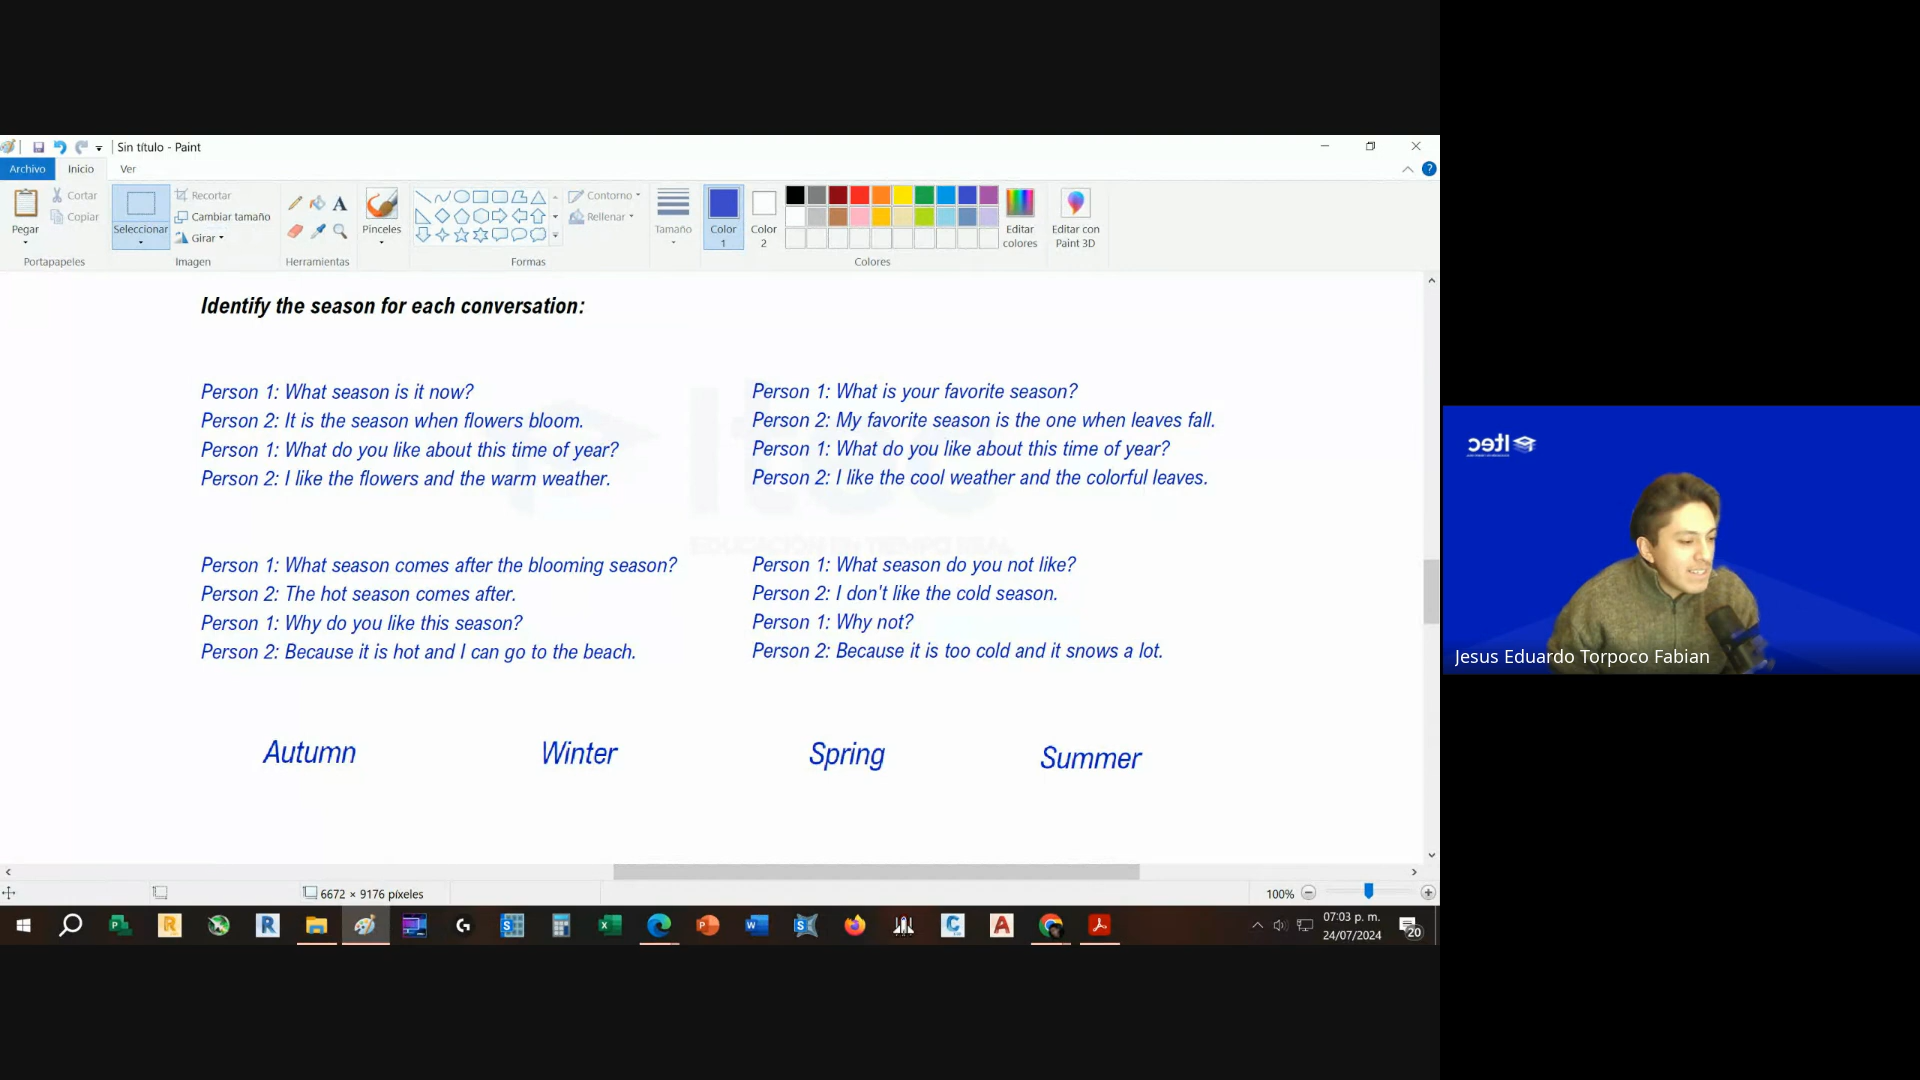 Sin título - Paint
Archivo
Inicio
Ver
Pegar
Cortar
Copiar
Portapapeles
Seleccionar
Recortar
Cambiar tamaño
Girar
Imagen
Herramientas
Pinceles
Contorno
Rellenar
Formas
Tamaño
Color
1
Color
2
Editar
colores
Editar con
Paint 3D
Colores
Identify the season for each conversation:
Person 1: What season is it now?
Person 2: It is the season when flowers bloom.
Person 1: What do you like about this time of year?
Person 2: I like the flowers and the warm weather.
Person 1: What is your favorite season?
Person 2: My favorite season is the one when leaves fall.
Person 1: What do you like about this time of year?
Person 2: I like the cool weather and the colorful leaves.
Person 1: What season comes after the blooming season?
Person 2: The hot season comes after.
Person 1: Why do you like this season?
Person 2: Because it is hot and I can go to the beach.
Person 1: What season do you not like?
Person 2: I don't like the cold season.
Person 1: Why not?
Person 2: Because it is too cold and it snows a lot.
Autumn
Winter
Spring
Summer
Itec
EDUCACIÓN EN TIEMPO REAL
6672 × 9176 píxeles
100%
07:03 p. m.
24/07/2024
20
Itec
Jesus Eduardo Torpoco Fabian